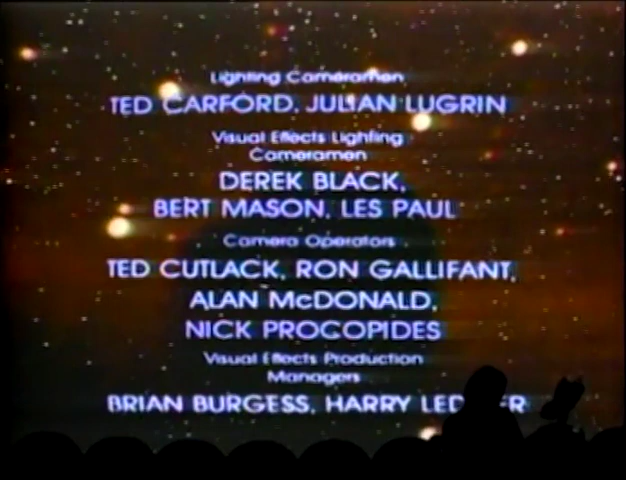 Lighting Cameramen
TED CARFORD, JULIAN LUGRIN
Visual Effects Lighting
Cameramen
DEREK BLACK,
BERT MASON, LES PAUL
Camera Operators
TED CUTLACK, RON GALLIFANT,
ALAN McDONALD,
NICK PROCOPIDES
Visual Effects Production
Managers
BRIAN BURGESS, HARRY